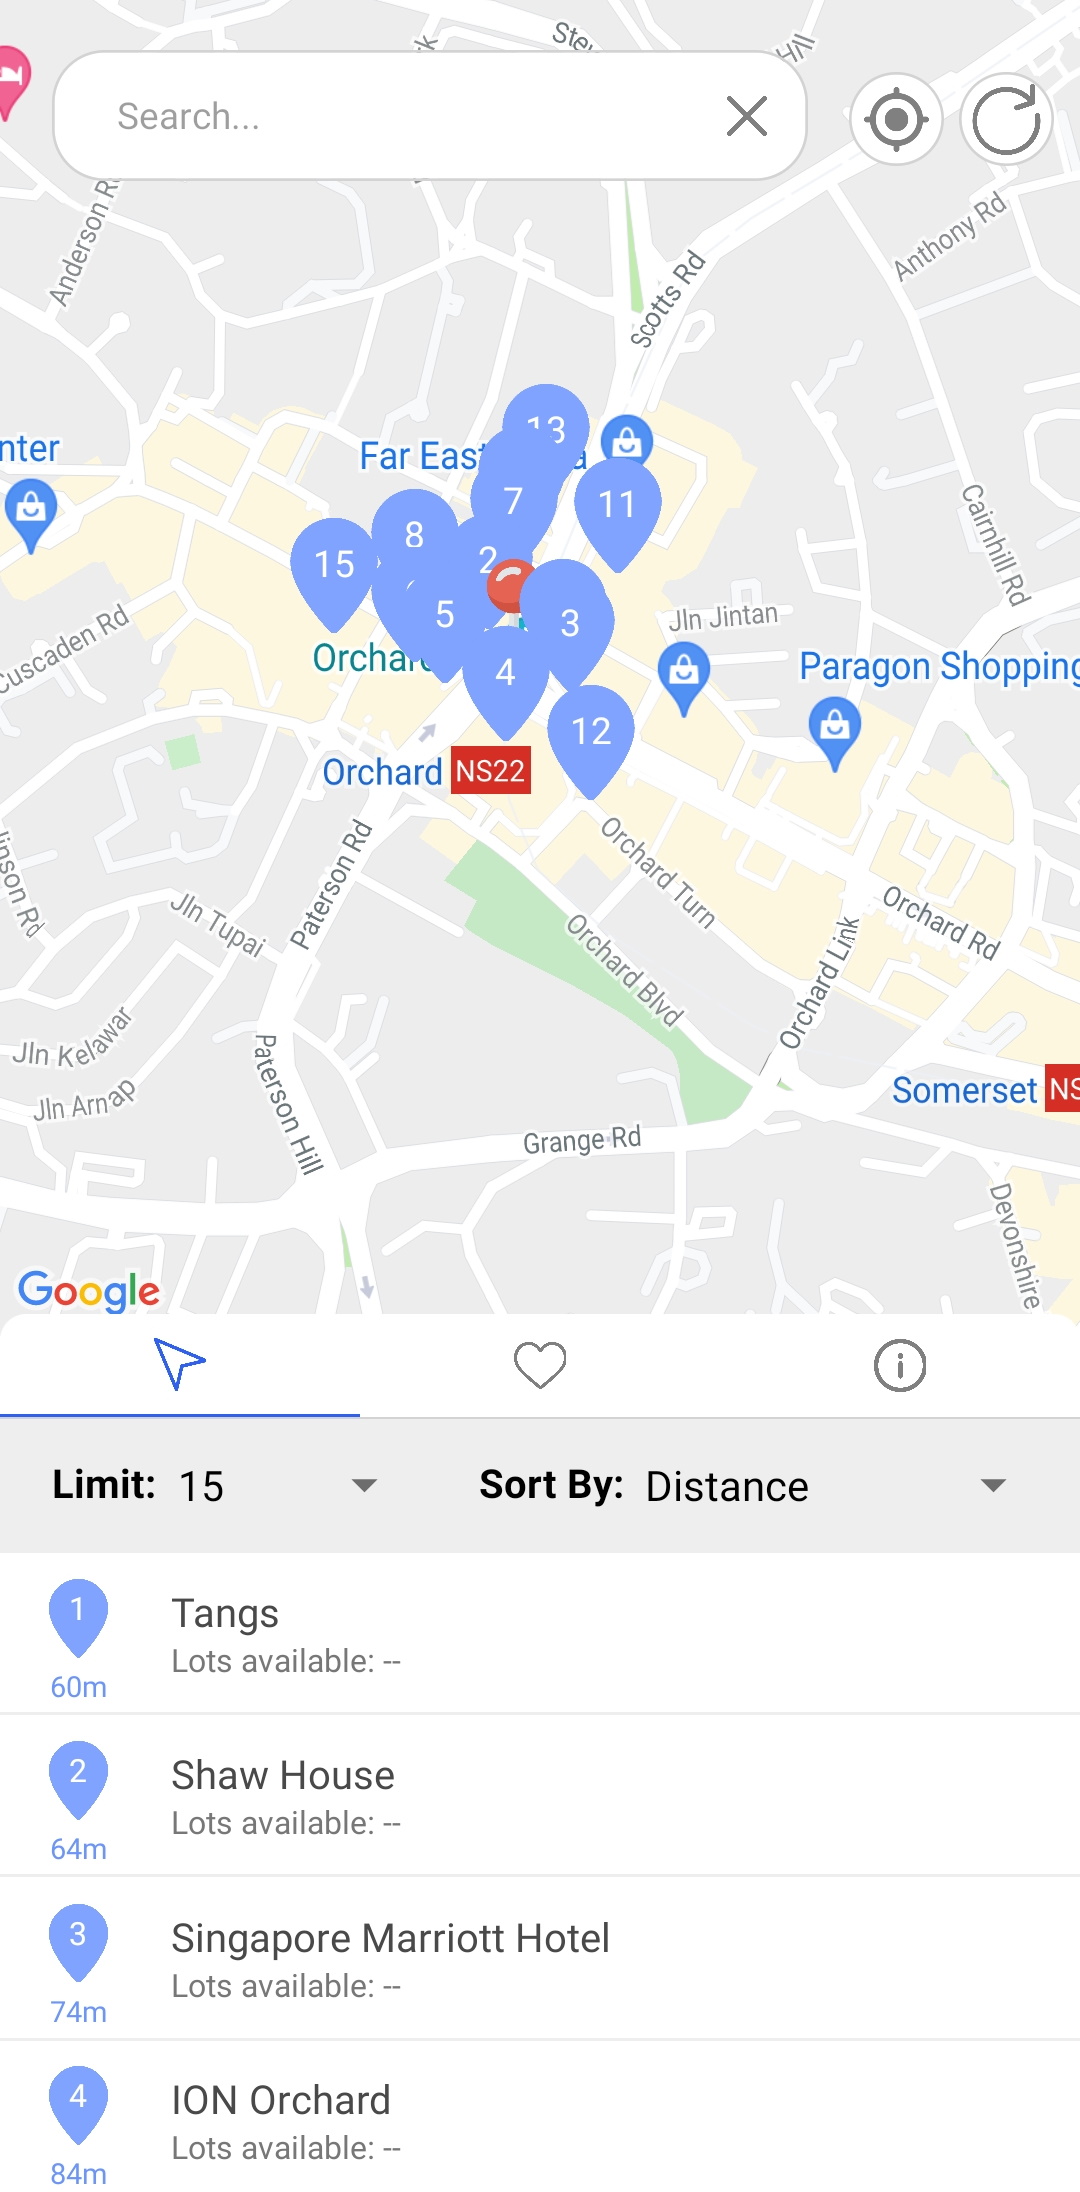 Search...
Anderson
Anthony Rd
Scotts Rd
13
nter
Far East
7
11
8
15
2
Cairnhill Rd
5
3
Jln Jintan
Cuscaden Rd
4
Paragon Shopping
12
Orchard NS22
Orchard Turn
Paterson Rd
Jln Tupai
Orchard Rd
Orchard Blvd
Orchard Link
Jln Kelawar
Jln Arnap
Paterson Hill
Somerset NS
Grange Rd
Devonshire
Google
Limit: 15
Sort By: Distance
1
Tangs
Lots available: --
60m
2
Shaw House
Lots available: --
64m
3
Singapore Marriott Hotel
Lots available: --
74m
4
ION Orchard
Lots available: --
84m